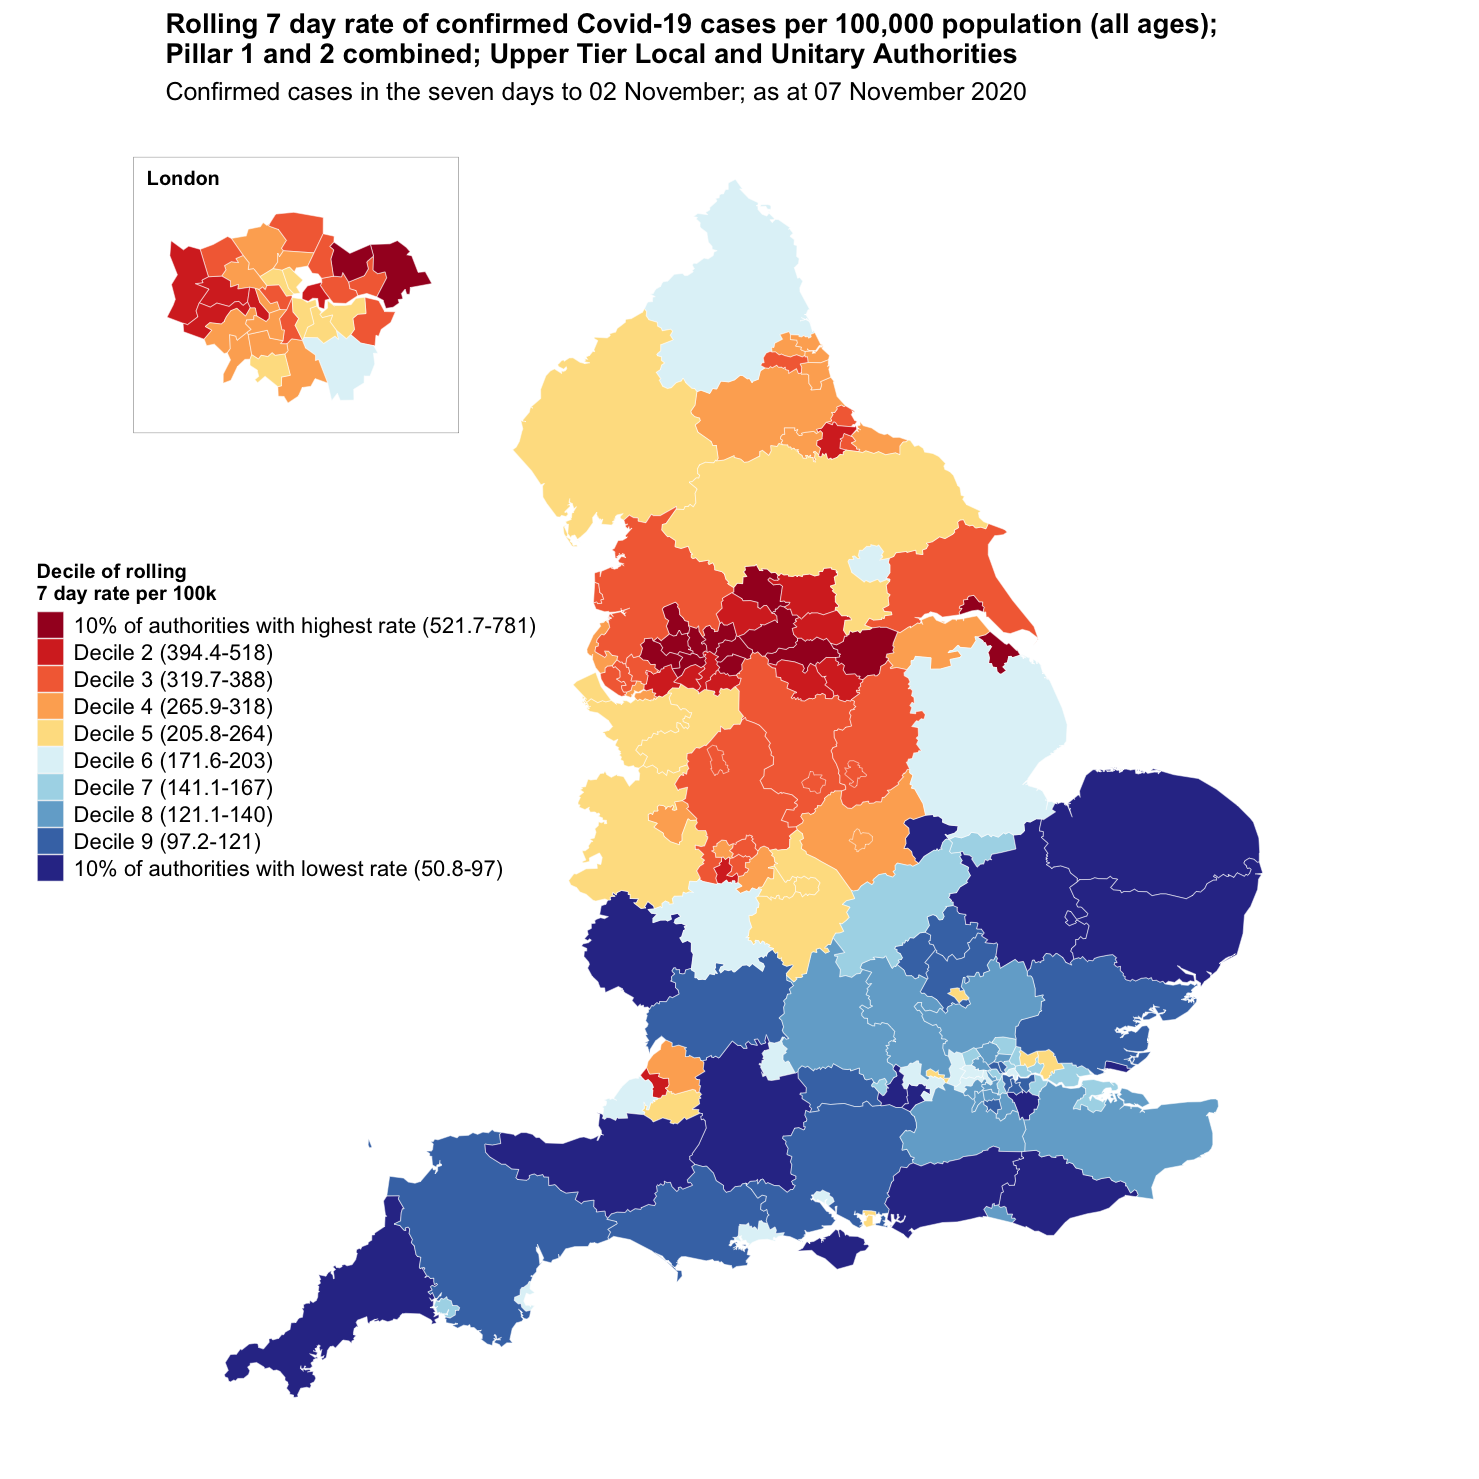 Rolling 7 day rate of confirmed Covid-19 cases per 100,000 population (all ages);
Pillar 1 and 2 combined; Upper Tier Local and Unitary Authorities
Confirmed cases in the seven days to 02 November; as at 07 November 2020
London
Decile of rolling
7 day rate per 100k
10% of authorities with highest rate (521.7-781)
Decile 2 (394.4-518)
Decile 3 (319.7-388)
Decile 4 (265.9-318)
Decile 5 (205.8-264)
Decile 6 (171.6-203)
Decile 7 (141.1-167)
Decile 8 (121.1-140)
Decile 9 (97.2-121)
10% of authorities with lowest rate (50.8-97)